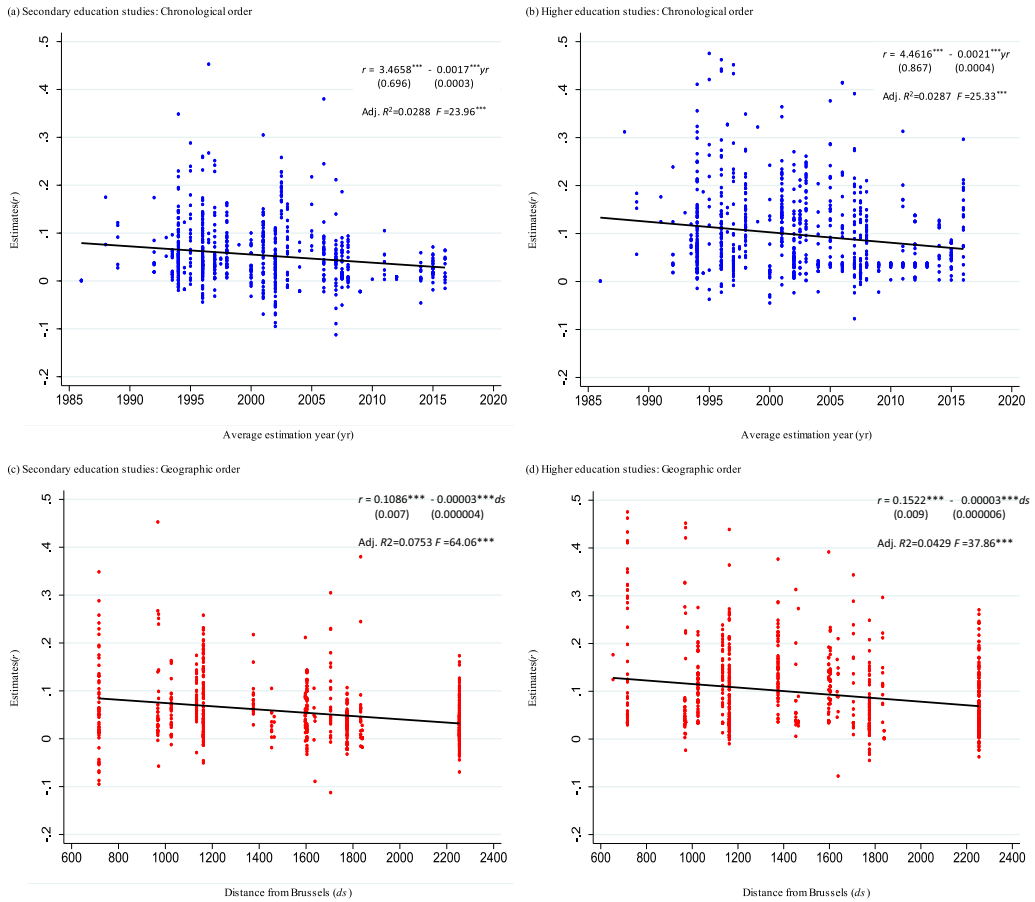 (a) Secondary education studies: Chronological order
r = 3.4658*** - 0.0017***yr
(0.696) (0.0003)
Adj. R²=0.0288 F =23.96***
Estimates(r)
.5
.4
.3
.2
.1
0
-.1
-.2
1985 1990 1995 2000 2005 2010 2015 2020
Average estimation year (yr)
(b) Higher education studies: Chronological order
r = 4.4616*** - 0.0021***yr
(0.867) (0.0004)
Adj. R²=0.0287 F =25.33***
Estimates(r)
.5
.4
.3
.2
.1
0
-.1
-.2
1985 1990 1995 2000 2005 2010 2015 2020
Average estimation year (yr)
(c) Secondary education studies: Geographic order
r = 0.1086*** - 0.00003***ds
(0.007) (0.000004)
Adj. R2=0.0753 F =64.06***
Estimates(r)
.5
.4
.3
.2
.1
0
-.1
-.2
600 800 1000 1200 1400 1600 1800 2000 2200 2400
Distance from Brussels (ds)
(d) Higher education studies: Geographic order
r = 0.1522*** - 0.00003***ds
(0.009) (0.000006)
Adj. R2=0.0429 F =37.86***
Estimates(r)
.5
.4
.3
.2
.1
0
-.1
-.2
600 800 1000 1200 1400 1600 1800 2000 2200 2400
Distance from Brussels (ds)